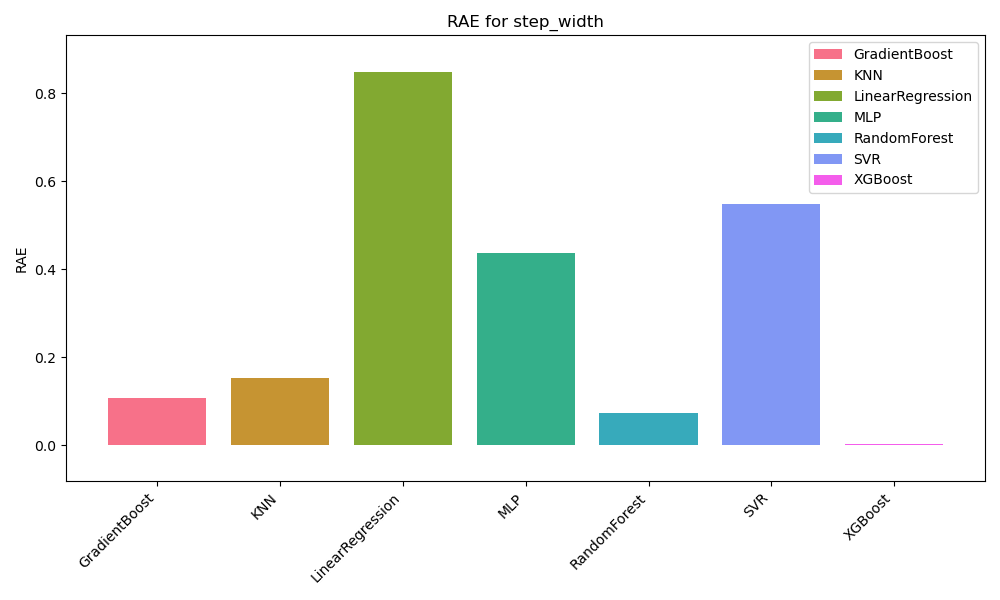 RAE for step_width
RAE
0.8
0.6
0.4
0.2
0.0
GradientBoost
KNN
LinearRegression
MLP
RandomForest
SVR
XGBoost
GradientBoost
KNN
LinearRegression
MLP
RandomForest
SVR
XGBoost